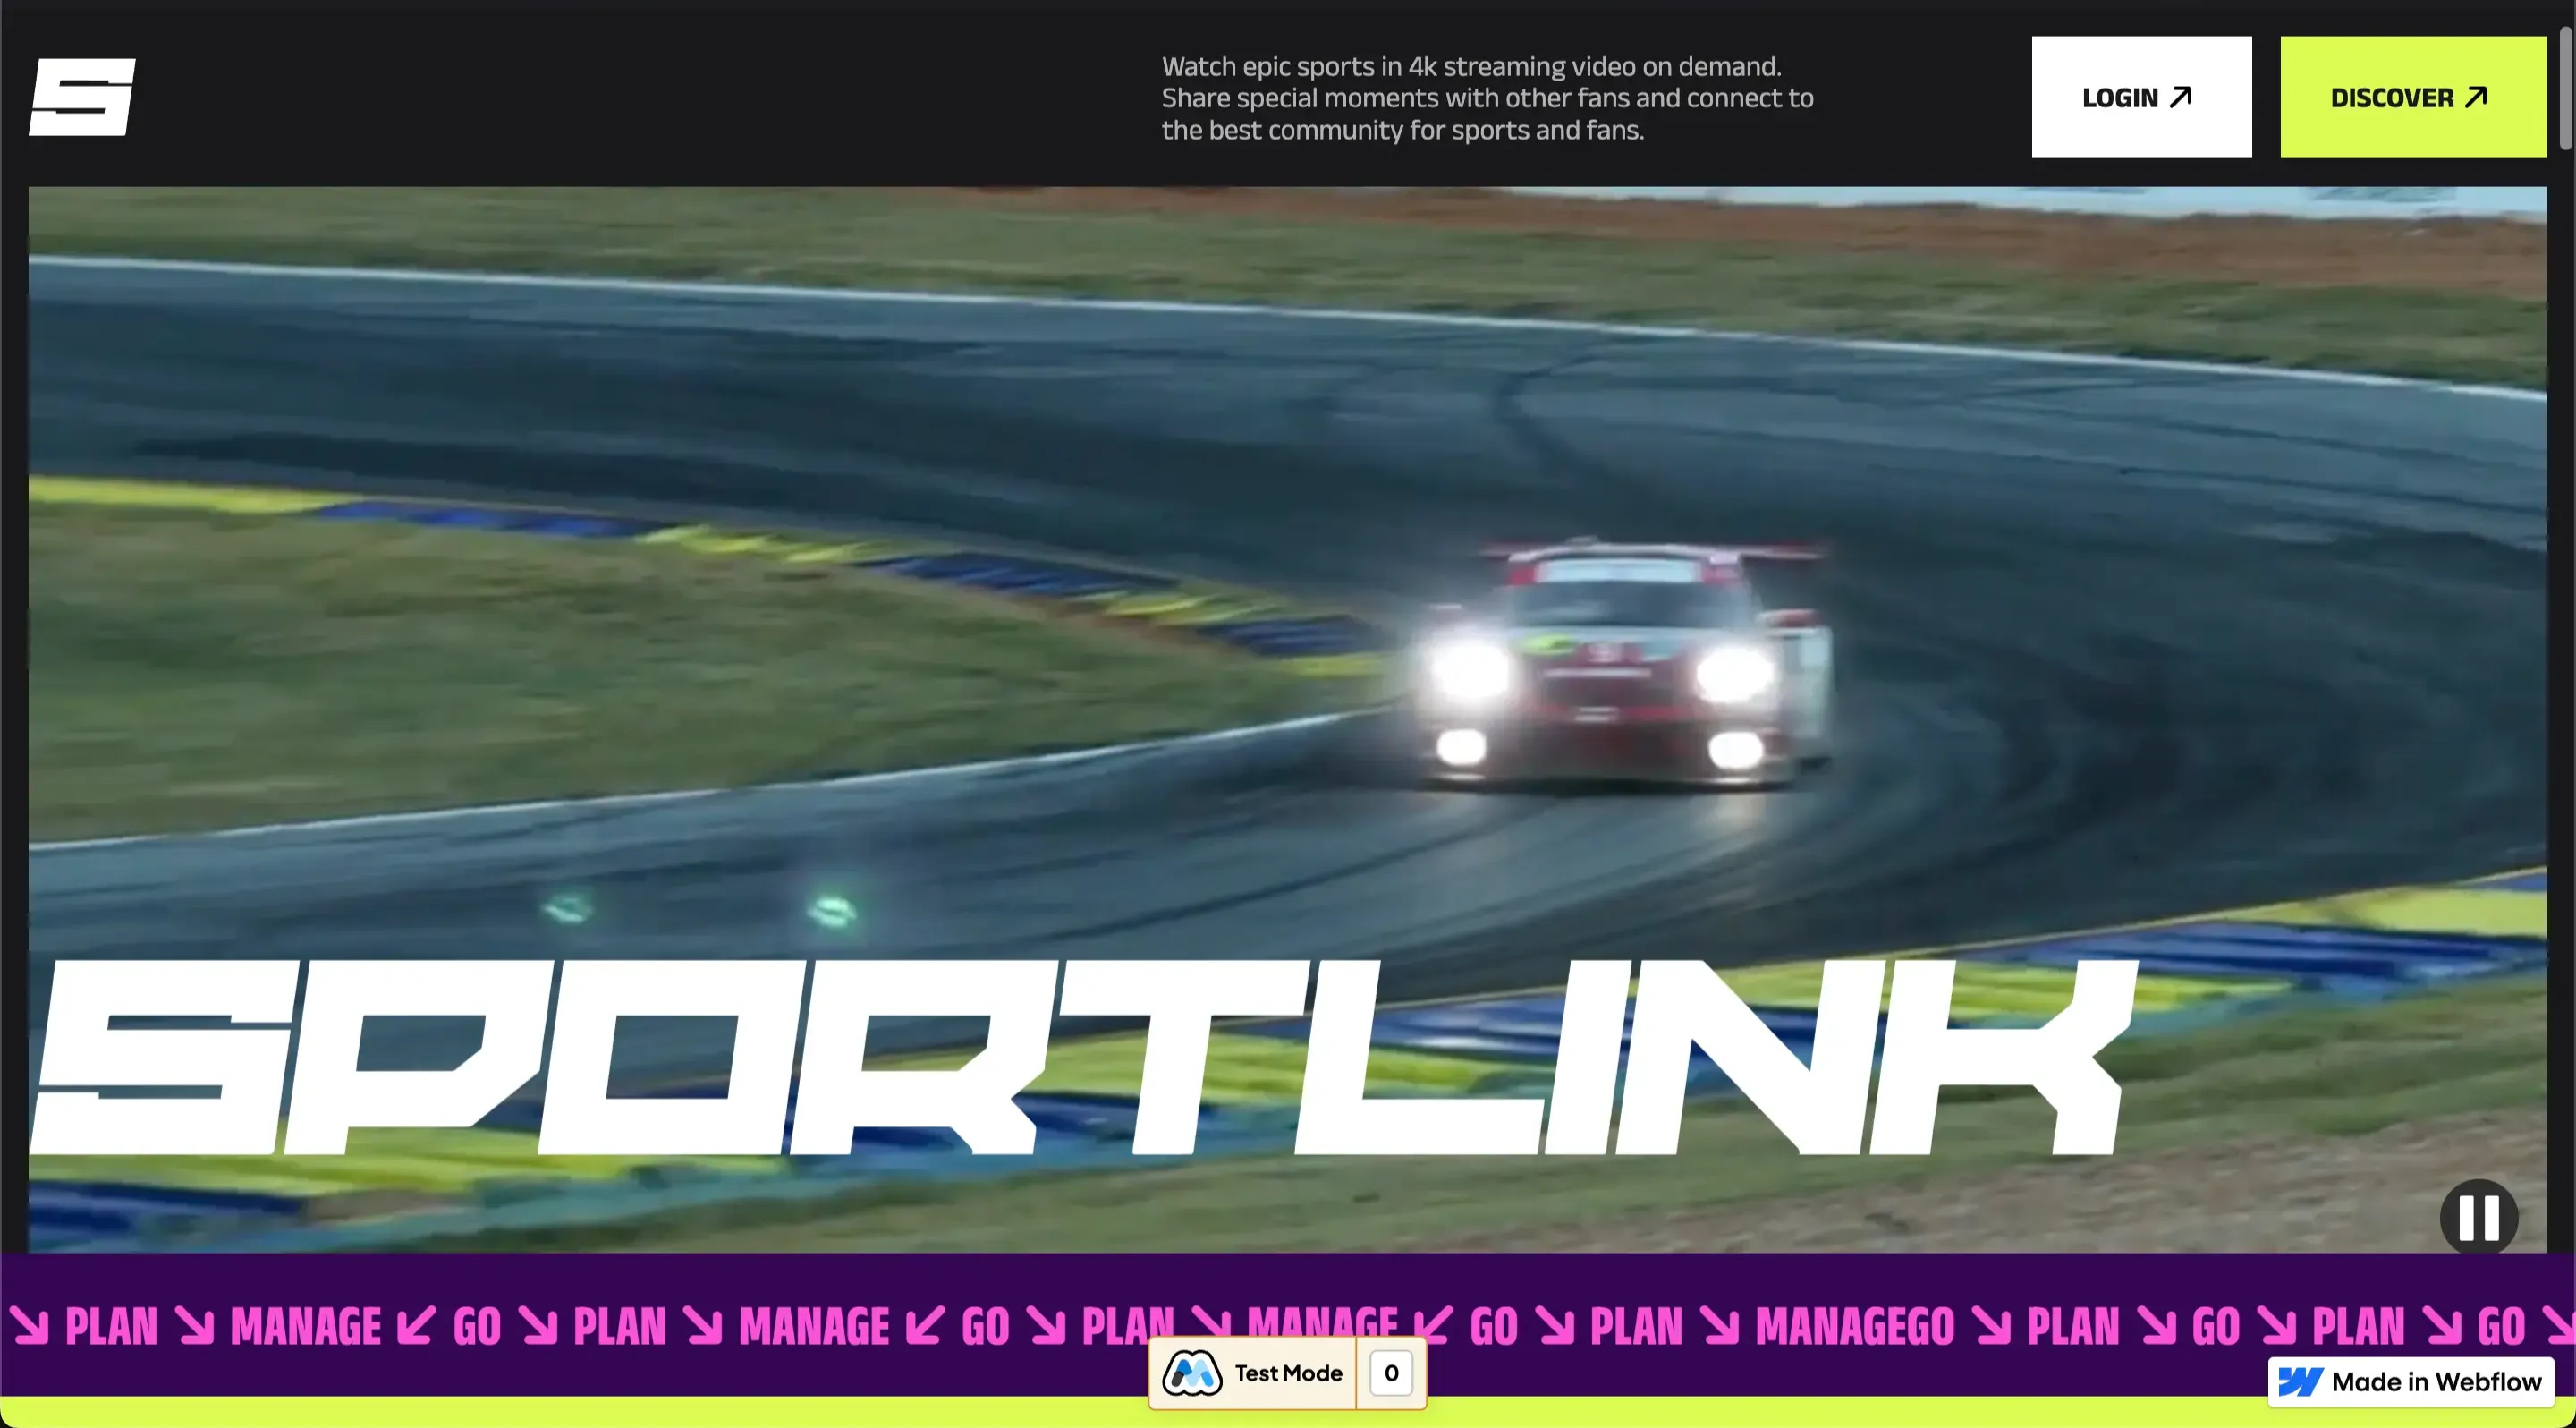 S
Watch epic sports in 4k streaming video on demand.
Share special moments with other fans and connect to
the best community for sports and fans.
LOGIN ↗
DISCOVER ↗
SPORTLINK
↘ PLAN ↘ MANAGE ↙ GO ↘ PLAN ↘ MANAGE ↙ GO ↘ PLAN ↘ MANAGE ↙ GO ↘ PLAN ↘ MANAGEGO ↘ PLAN ↘ GO ↘ PLAN ↘ GO ↘
Test Mode 0
Made in Webflow